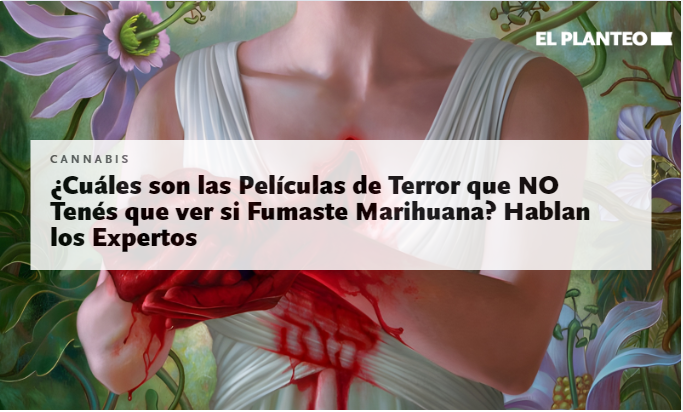 EL PLANTEO
CANNABIS
¿Cuáles son las Películas de Terror que NO
Tenés que ver si Fumaste Marihuana? Hablan
los Expertos